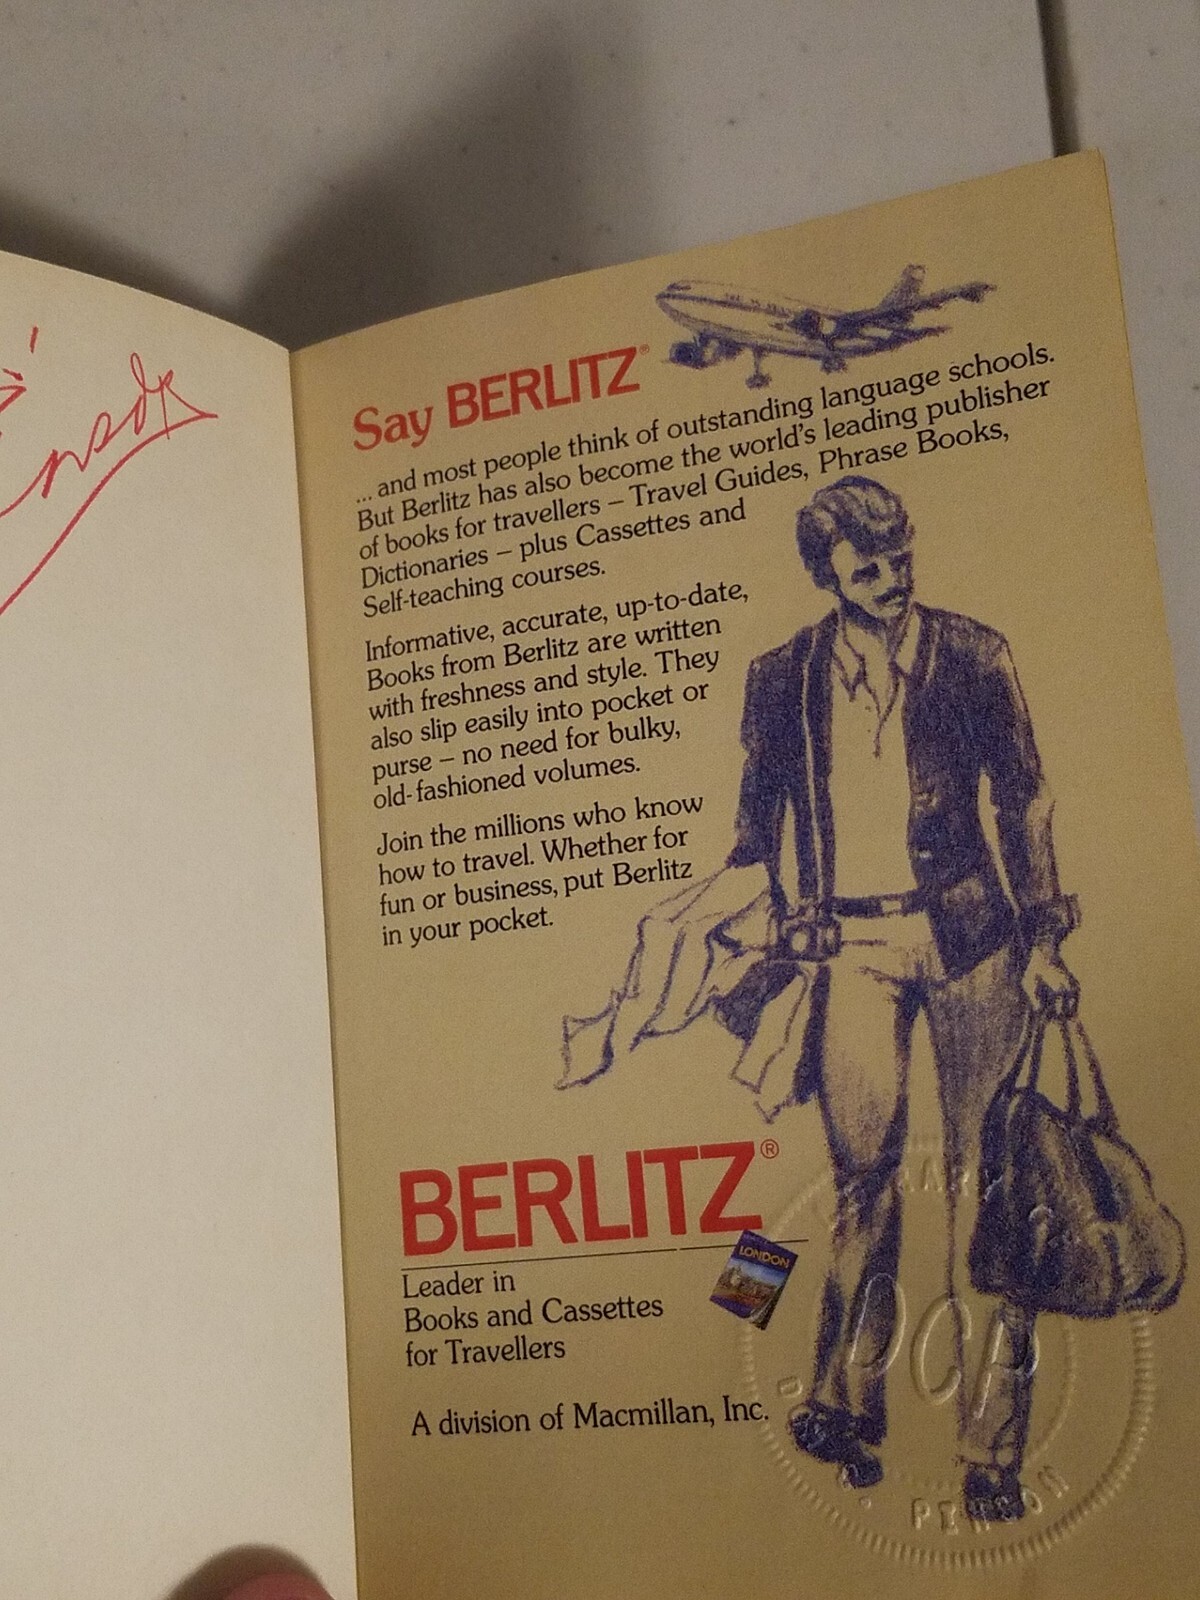 Say BERLITZ®
... and most people think of outstanding language schools.
But Berlitz has also become the world's leading publisher
of books for travellers – Travel Guides, Phrase Books,
Dictionaries – plus Cassettes and
Self-teaching courses.
Informative, accurate, up-to-date,
Books from Berlitz are written
with freshness and style. They
also slip easily into pocket or
purse – no need for bulky,
old-fashioned volumes.
Join the millions who know
how to travel. Whether for
fun or business, put Berlitz
in your pocket.
BERLITZ®
LONDON
Leader in
Books and Cassettes
for Travellers
A division of Macmillan, Inc.
DCP